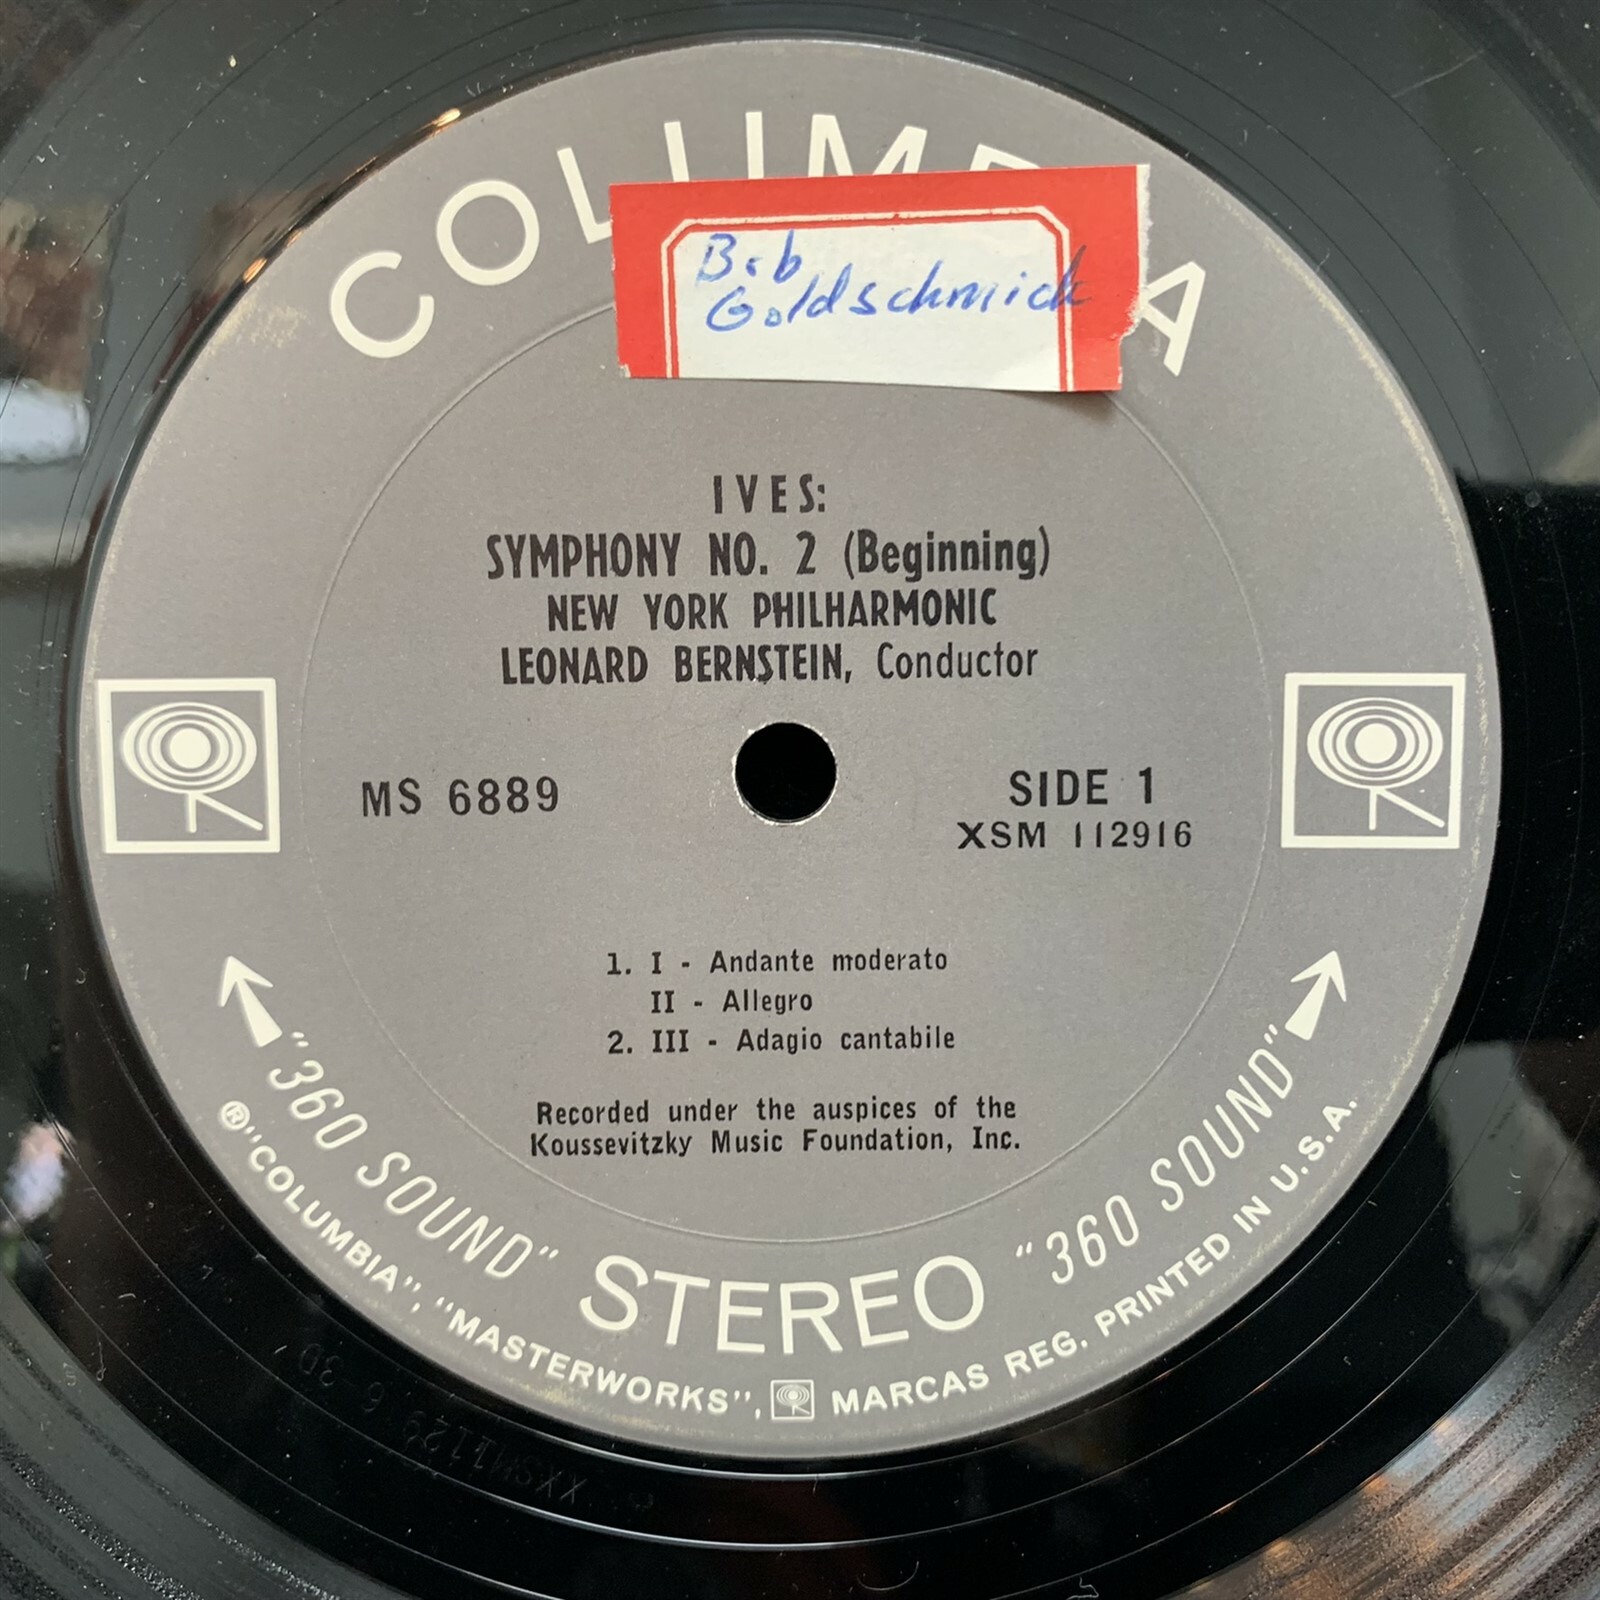 COLUMBIA
Bob
Goldschmick
IVES:
SYMPHONY NO. 2 (Beginning)
NEW YORK PHILHARMONIC
LEONARD BERNSTEIN, Conductor
MS 6889
SIDE 1
XSM 112916
1. I - Andante moderato
II - Allegro
2. III - Adagio cantabile
Recorded under the auspices of the
Koussevitzky Music Foundation, Inc.
"360 SOUND" STEREO "360 SOUND"
®"COLUMBIA", "MASTERWORKS", MARCAS REG. PRINTED IN U.S.A.